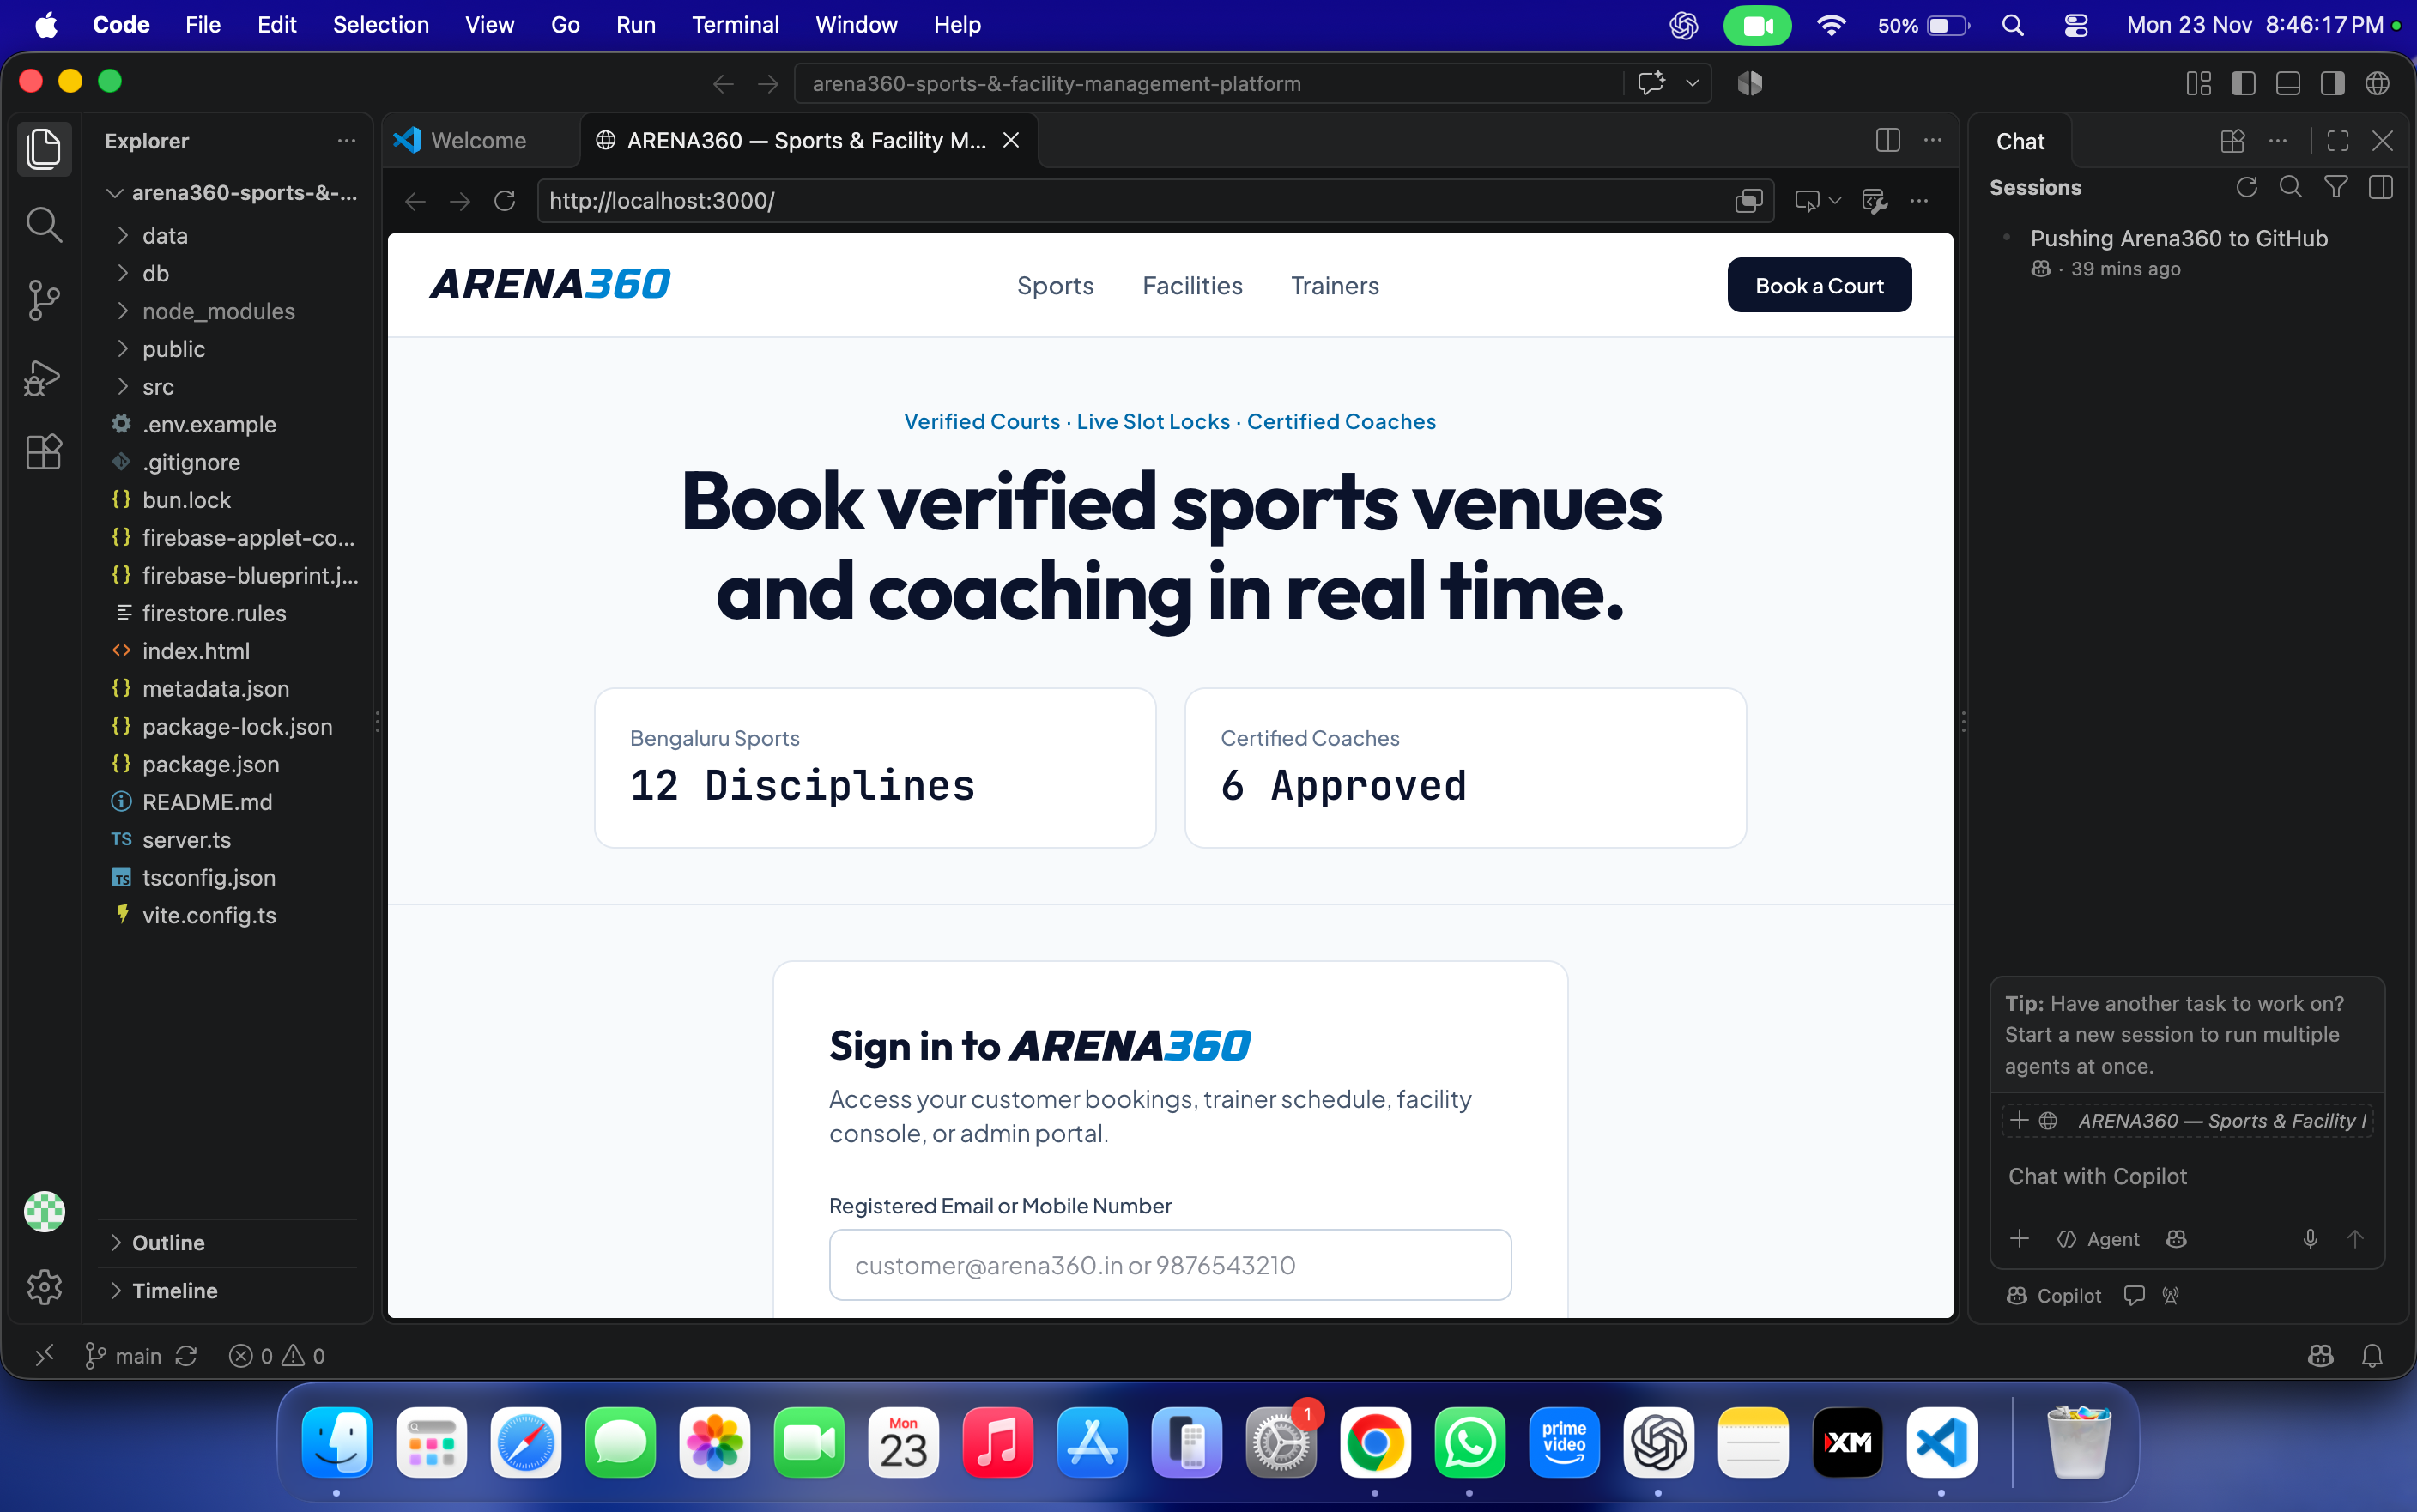 Code File Edit Selection View Go Run Terminal Window Help
50% Mon 23 Nov 8:46:17 PM
arena360-sports-&-facility-management-platform
Explorer
arena360-sports-&-...
data
db
node_modules
public
src
.env.example
.gitignore
bun.lock
firebase-applet-co...
firebase-blueprint.j...
firestore.rules
index.html
metadata.json
package-lock.json
package.json
README.md
TS server.ts
TS tsconfig.json
vite.config.ts
Outline
Timeline
Welcome
ARENA360 — Sports & Facility M...
http://localhost:3000/
ARENA360
Sports Facilities Trainers
Book a Court
Verified Courts · Live Slot Locks · Certified Coaches
Book verified sports venues
and coaching in real time.
Bengaluru Sports
12 Disciplines
Certified Coaches
6 Approved
Sign in to ARENA360
Access your customer bookings, trainer schedule, facility
console, or admin portal.
Registered Email or Mobile Number
customer@arena360.in or 9876543210
Chat
Sessions
Pushing Arena360 to GitHub
· 39 mins ago
Tip: Have another task to work on?
Start a new session to run multiple
agents at once.
ARENA360 — Sports & Facility
Chat with Copilot
Agent
Copilot
main 0 0
Mon
23
1
prime
video
XM